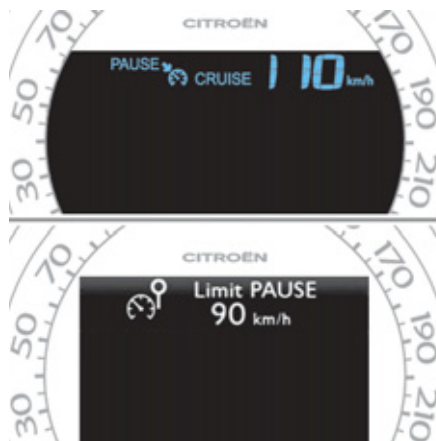 CITROËN
70 50 30
170 190 210
PAUSE CRUISE 110 km/h
CITROËN
70 50 30
170 190 210
Limit PAUSE
90 km/h